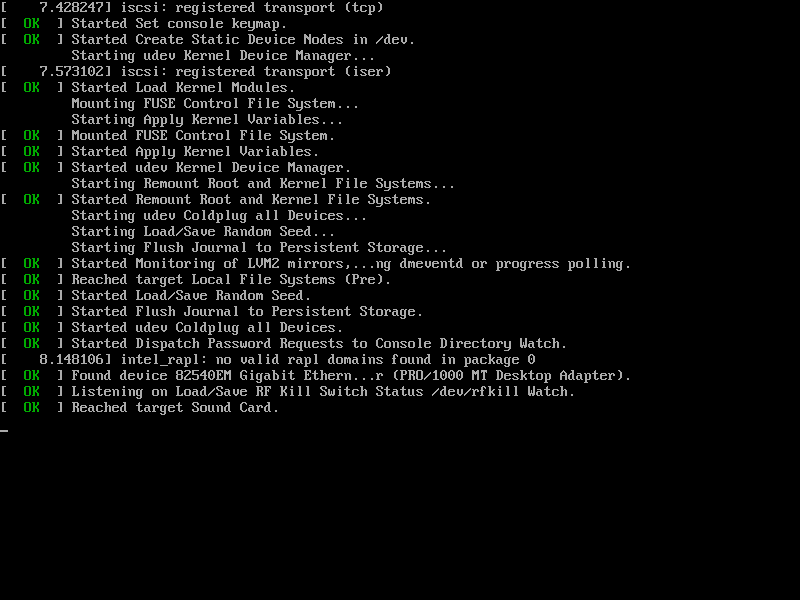 [    7.428247] iscsi: registered transport (tcp)
[  OK  ] Started Set console keymap.
[  OK  ] Started Create Static Device Nodes in /dev.
         Starting udev Kernel Device Manager...
[    7.573102] iscsi: registered transport (iser)
[  OK  ] Started Load Kernel Modules.
         Mounting FUSE Control File System...
         Starting Apply Kernel Variables...
[  OK  ] Mounted FUSE Control File System.
[  OK  ] Started Apply Kernel Variables.
[  OK  ] Started udev Kernel Device Manager.
         Starting Remount Root and Kernel File Systems...
[  OK  ] Started Remount Root and Kernel File Systems.
         Starting udev Coldplug all Devices...
         Starting Load/Save Random Seed...
         Starting Flush Journal to Persistent Storage...
[  OK  ] Started Monitoring of LVM2 mirrors,...ng dmeventd or progress polling.
[  OK  ] Reached target Local File Systems (Pre).
[  OK  ] Started Load/Save Random Seed.
[  OK  ] Started Flush Journal to Persistent Storage.
[  OK  ] Started udev Coldplug all Devices.
[  OK  ] Started Dispatch Password Requests to Console Directory Watch.
[    8.148106] intel_rapl: no valid rapl domains found in package 0
[  OK  ] Found device 82540EM Gigabit Ethern...r (PRO/1000 MT Desktop Adapter).
[  OK  ] Listening on Load/Save RF Kill Switch Status /dev/rfkill Watch.
[  OK  ] Reached target Sound Card.